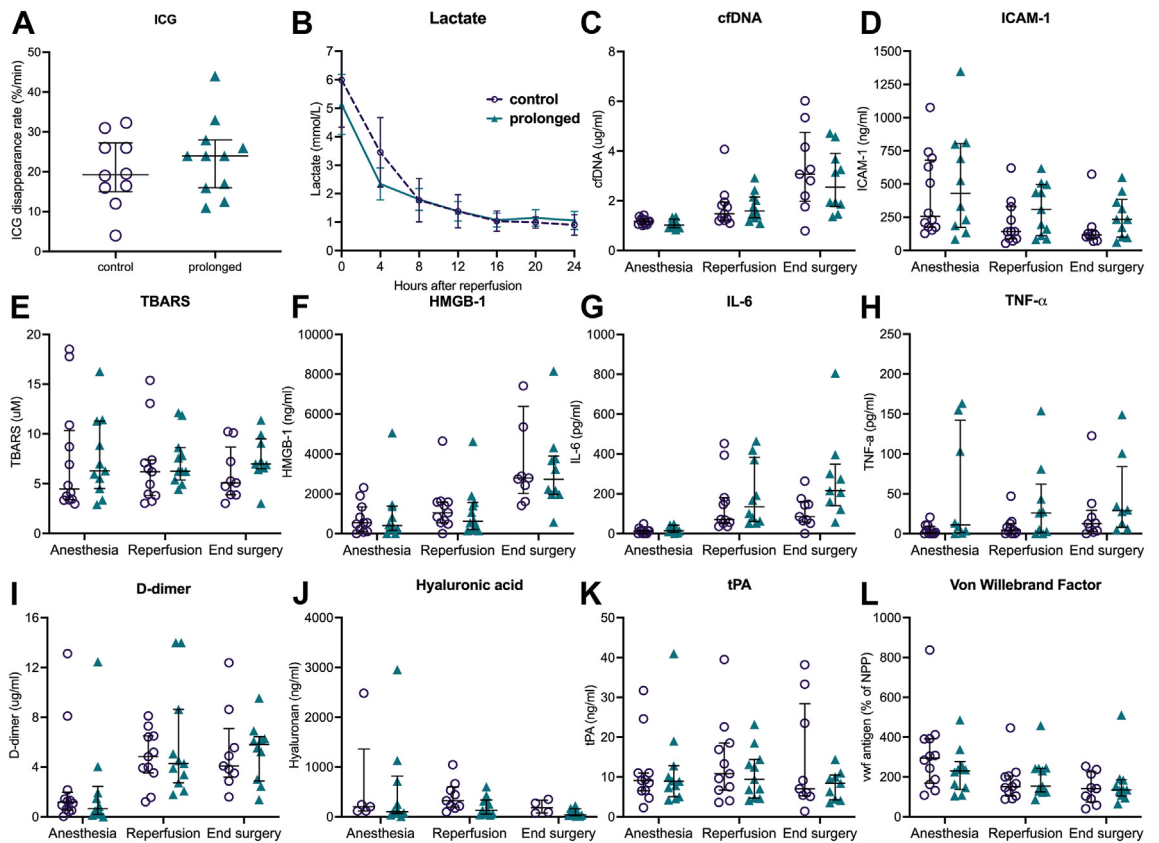 A
ICG
ICG disappearance rate (%/min)
50
40
30
20
10
0
control
prolonged
B
Lactate
Lactate (mmol/L)
7
6
5
4
3
2
1
0
control
prolonged
0 4 8 12 16 20 24
Hours after reperfusion
C
cfDNA
cfDNA (ug/ml)
8
6
4
2
0
Anesthesia Reperfusion End surgery
D
ICAM-1
ICAM-1 (ng/ml)
1500
1250
1000
750
500
250
0
Anesthesia Reperfusion End surgery
E
TBARS
TBARS (uM)
20
15
10
5
0
Anesthesia Reperfusion End surgery
F
HMGB-1
HMGB-1 (ng/ml)
10000
8000
6000
4000
2000
0
Anesthesia Reperfusion End surgery
G
IL-6
IL-6 (pg/ml)
1000
800
600
400
200
0
Anesthesia Reperfusion End surgery
H
TNF-α
TNF-a (pg/ml)
250
200
150
100
50
0
Anesthesia Reperfusion End surgery
I
D-dimer
D-dimer (ug/ml)
16
12
8
4
0
Anesthesia Reperfusion End surgery
J
Hyaluronic acid
Hyaluronan (ng/ml)
4000
3000
2000
1000
0
Anesthesia Reperfusion End surgery
K
tPA
tPA (ng/ml)
50
40
30
20
10
0
Anesthesia Reperfusion End surgery
L
Von Willebrand Factor
vwf antigen (% of NPP)
1000
800
600
400
200
0
Anesthesia Reperfusion End surgery